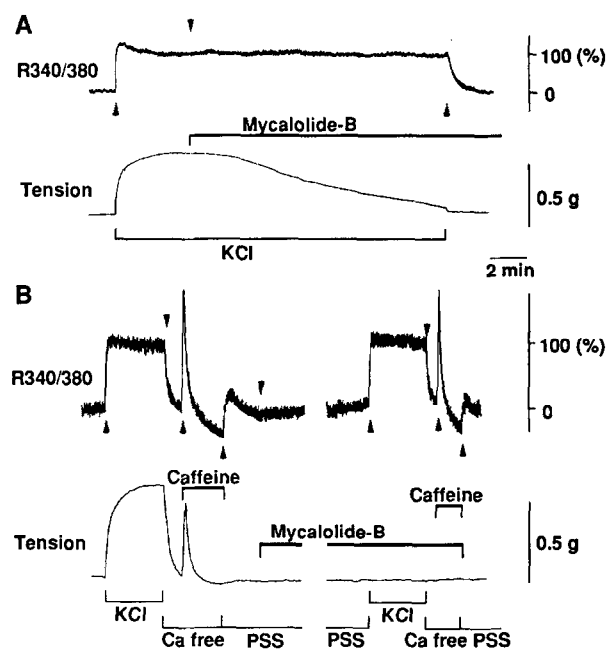 A
R340/380
100 (%)
0
Mycalolide-B
Tension
0.5 g
KCl
2 min
B
R340/380
100 (%)
0
Caffeine
Caffeine
Mycalolide-B
Tension
0.5 g
KCl
KCl
Ca free
PSS
PSS
Ca free
PSS